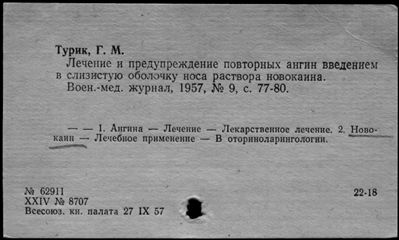 Турик, Г. М.
Лечение и предупреждение повторных ангин введением
в слизистую оболочку носа раствора новокаина.
Воен.-мед. журнал, 1957, № 9, с. 77-80.
— — 1. Ангина — Лечение — Лекарственное лечение. 2. Ново-
каин — Лечебное применение — В оториноларингологии.
№ 62911
22-18
XXIV № 8707
Всесоюз. кн. палата 27 IX 57